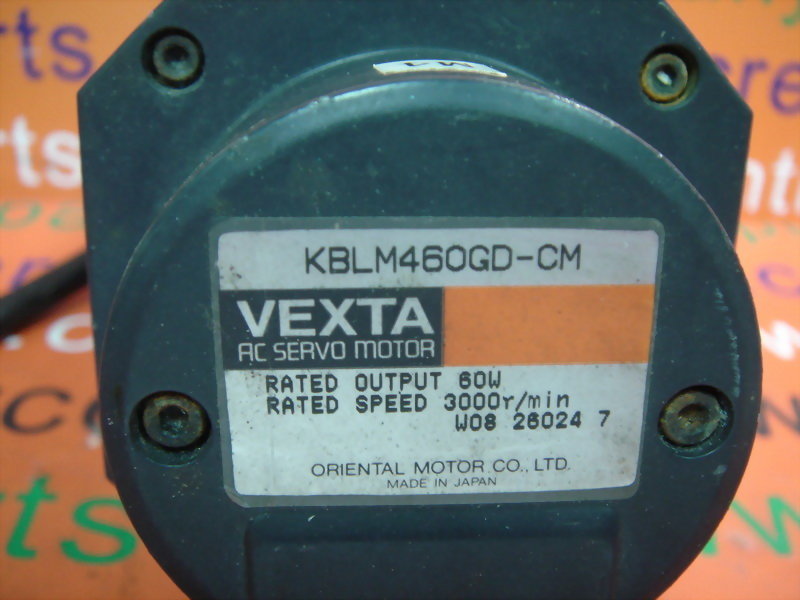 KBLM460GD-CM
VEXTA
AC SERVO MOTOR
RATED OUTPUT 60W
RATED SPEED 3000r/min
W08 26024 7
ORIENTAL MOTOR CO., LTD.
MADE IN JAPAN